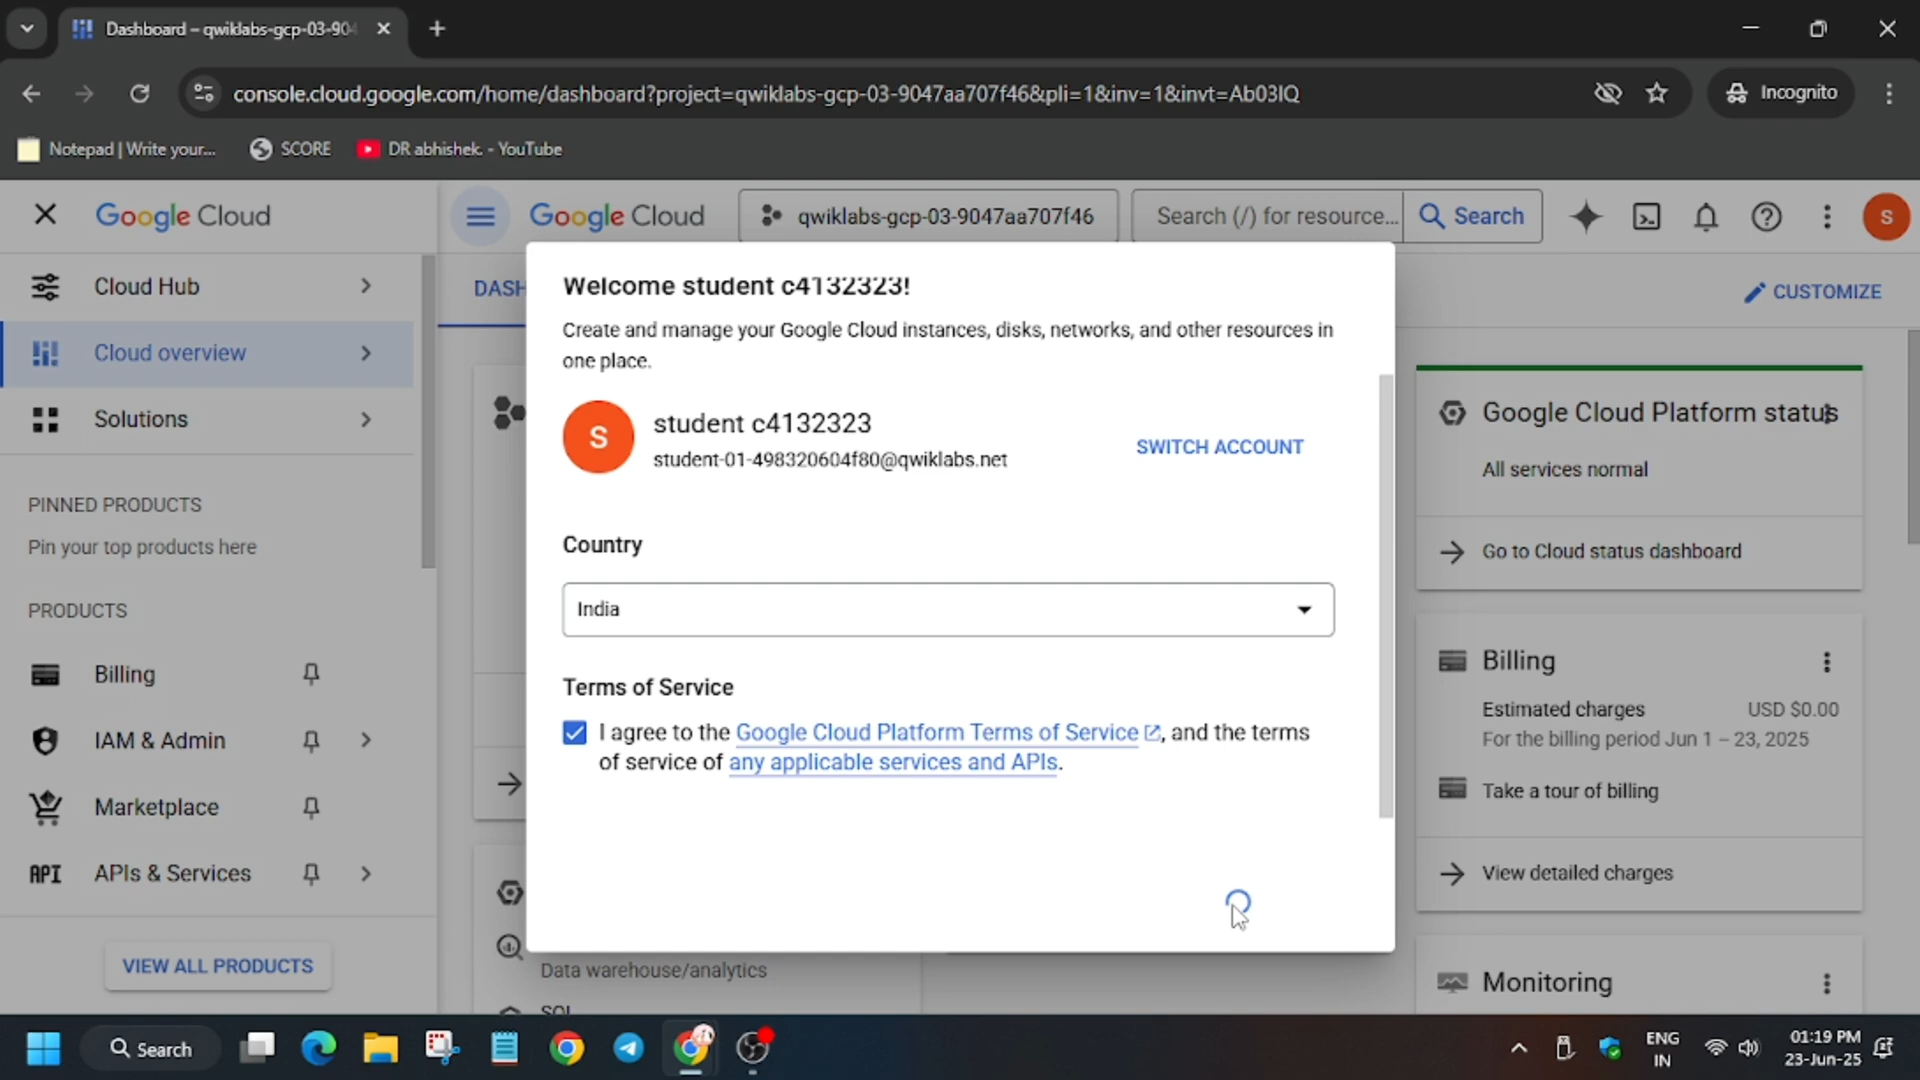 Dashboard – qwiklabs-gcp-03-904
console.cloud.google.com/home/dashboard?project=qwiklabs-gcp-03-9047aa707f46&pli=1&inv=1&invt=Ab03IQ
Incognito
Notepad | Write your...
SCORE
DR abhishek. - YouTube
Google Cloud
Google Cloud
qwiklabs-gcp-03-9047aa707f46
Search (/) for resource...
Search
S
Cloud Hub
Cloud overview
Solutions
PINNED PRODUCTS
Pin your top products here
PRODUCTS
Billing
IAM & Admin
Marketplace
API
APIs & Services
VIEW ALL PRODUCTS
DASH
CUSTOMIZE
Welcome student c4132323!
Create and manage your Google Cloud instances, disks, networks, and other resources in
one place.
S
student c4132323
student-01-498320604f80@qwiklabs.net
SWITCH ACCOUNT
Country
India
Terms of Service
I agree to the Google Cloud Platform Terms of Service, and the terms
of service of any applicable services and APIs.
Data warehouse/analytics
SQL
Google Cloud Platform status
All services normal
Go to Cloud status dashboard
Billing
Estimated charges
USD $0.00
For the billing period Jun 1 – 23, 2025
Take a tour of billing
View detailed charges
Monitoring
Search
ENG
IN
01:19 PM
23-Jun-25